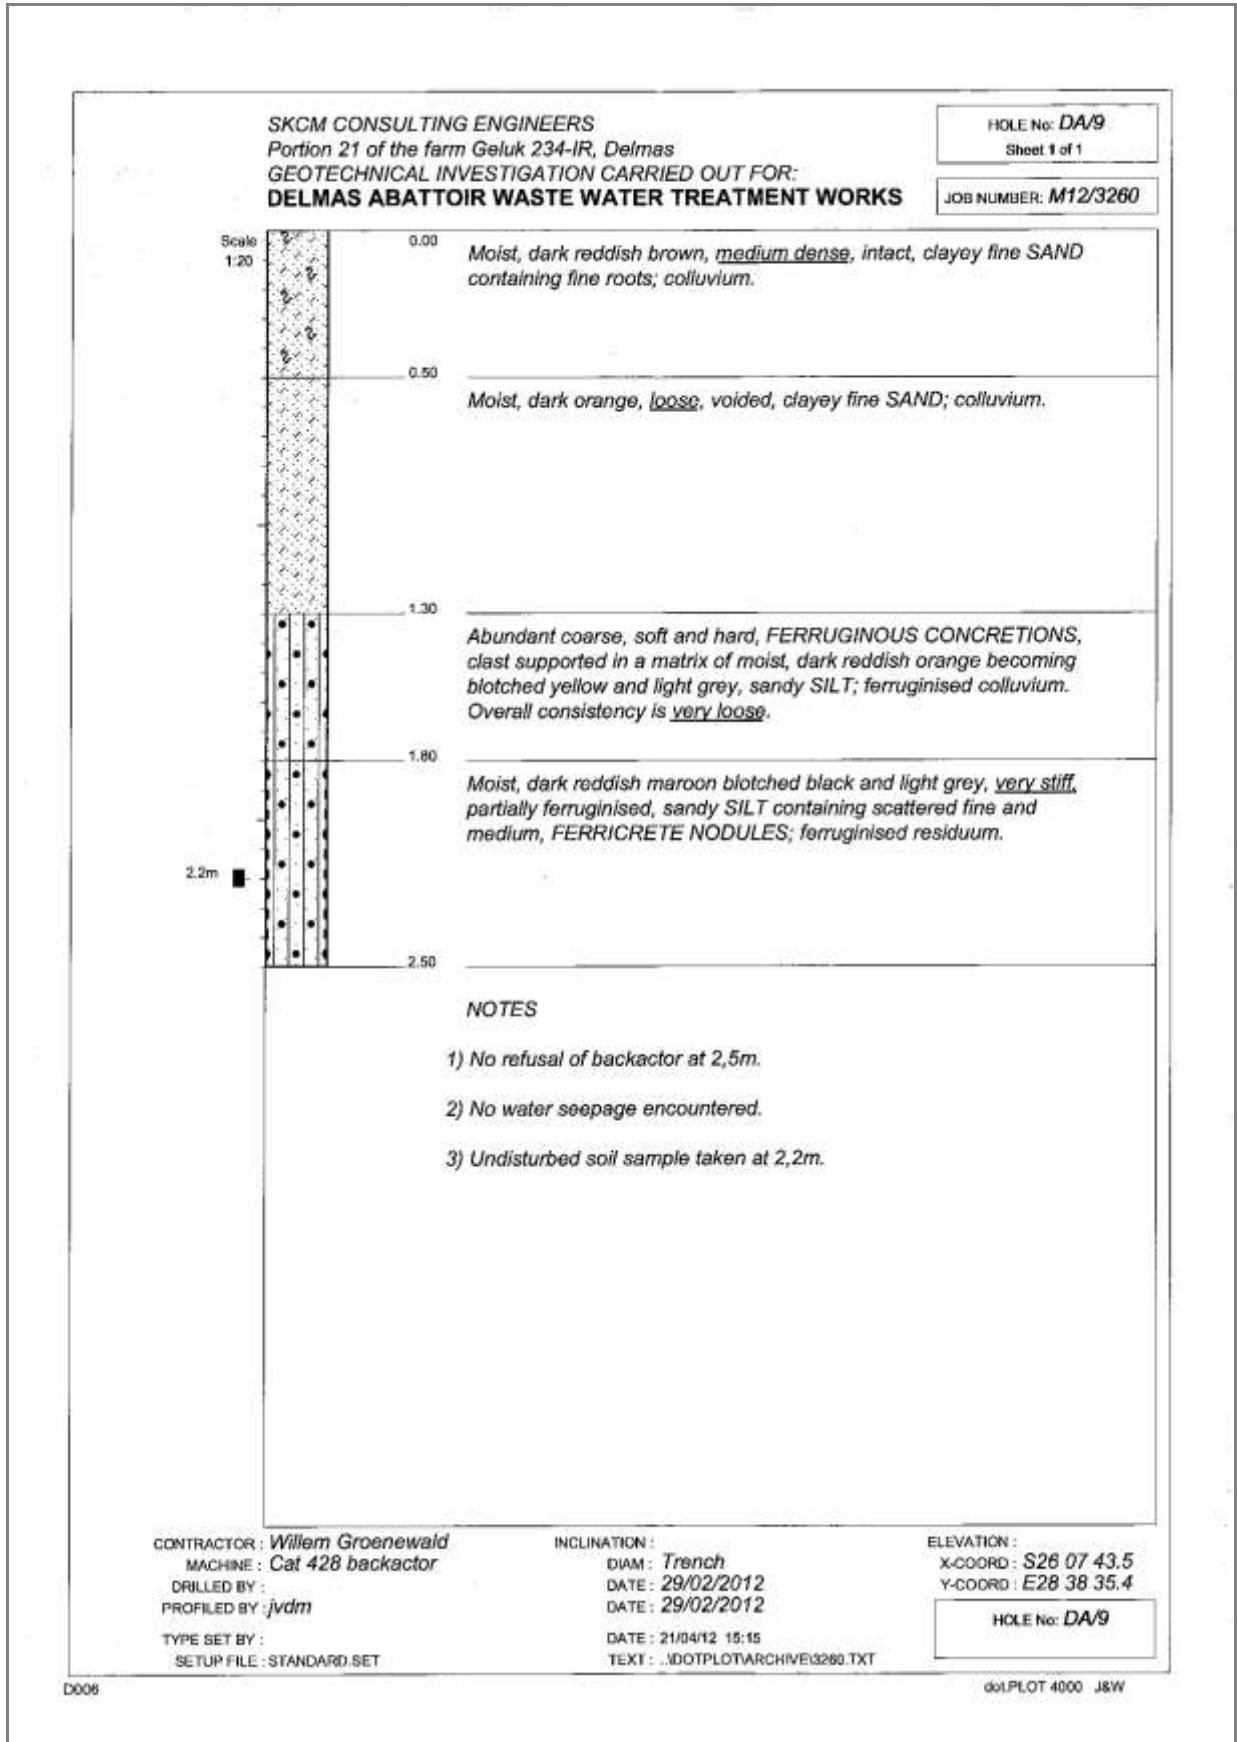 SKCM CONSULTING ENGINEERS
Portion 21 of the farm Geluk 234-IR, Delmas
GEOTECHNICAL INVESTIGATION CARRIED OUT FOR:
DELMAS ABATTOIR WASTE WATER TREATMENT WORKS
HOLE No: DA/9
Sheet 1 of 1
JOB NUMBER: M12/3260
Scale
1:20
0.00
Moist, dark reddish brown, medium dense, intact, clayey fine SAND
containing fine roots; colluvium.
0.50
Moist, dark orange, loose, voided, clayey fine SAND; colluvium.
1.30
Abundant coarse, soft and hard, FERRUGINOUS CONCRETIONS,
clast supported in a matrix of moist, dark reddish orange becoming
blotched yellow and light grey, sandy SILT; ferruginised colluvium.
Overall consistency is very loose.
1.80
Moist, dark reddish maroon blotched black and light grey, very stiff,
partially ferruginised, sandy SILT containing scattered fine and
medium, FERRICRETE NODULES; ferruginised residuum.
2.2m
2.50
NOTES
1) No refusal of backactor at 2,5m.
2) No water seepage encountered.
3) Undisturbed soil sample taken at 2,2m.
CONTRACTOR : Willem Groenewald
MACHINE : Cat 428 backactor
DRILLED BY :
PROFILED BY : jvdm
TYPE SET BY :
SETUP FILE : STANDARD.SET
INCLINATION :
DIAM : Trench
DATE : 29/02/2012
DATE : 29/02/2012
DATE : 21/04/12 15:15
TEXT : ..\DOTPLOT\ARCHIVE\3260.TXT
ELEVATION :
X-COORD : S26 07 43.5
Y-COORD : E28 38 35.4
HOLE No: DA/9
D006
dot.PLOT 4000 J&W